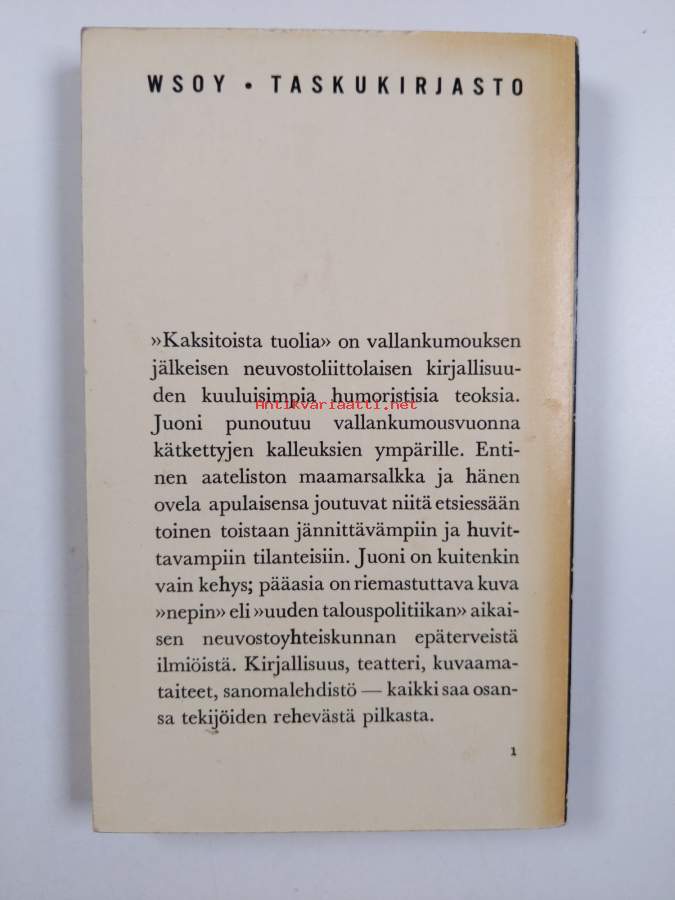 WSOY • TASKUKIRJASTO
»Kaksitoista tuolia» on vallankumouksen
jälkeisen neuvostoliittolaisen kirjallisuu-
den kuuluisimpia humoristisia teoksia.
Antikvariaatti.net
Juoni punoutuu vallankumousvuonna
kätkettyjen kalleuksien ympärille. Enti-
nen aateliston maamarsalkka ja hänen
ovela apulaisensa joutuvat niitä etsiessään
toinen toistaan jännittävämpiin ja huvit-
tavampiin tilanteisiin. Juoni on kuitenkin
vain kehys; pääasia on riemastuttava kuva
»nepin» eli »uuden talouspolitiikan» aikai-
sen neuvostoyhteiskunnan epäterveistä
ilmiöistä. Kirjallisuus, teatteri, kuvaama-
taiteet, sanomalehdistö — kaikki saa osan-
sa tekijöiden rehevästä pilkasta.
1